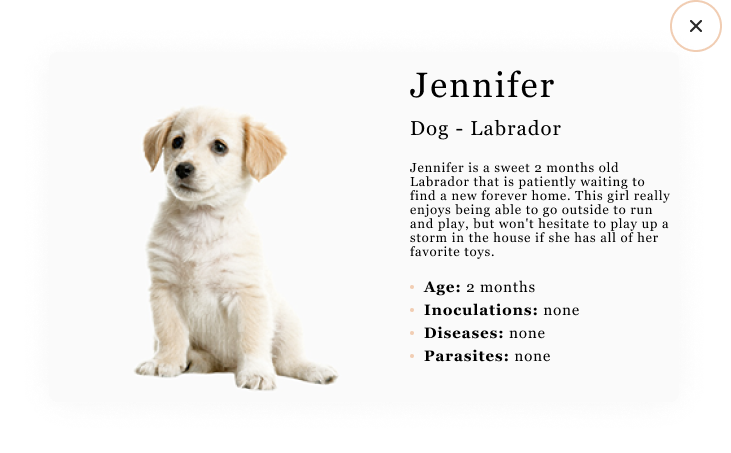 Jennifer
Dog - Labrador
Jennifer is a sweet 2 months old
Labrador that is patiently waiting to
find a new forever home. This girl really
enjoys being able to go outside to run
and play, but won't hesitate to play up a
storm in the house if she has all of her
favorite toys.
Age: 2 months
Inoculations: none
Diseases: none
Parasites: none